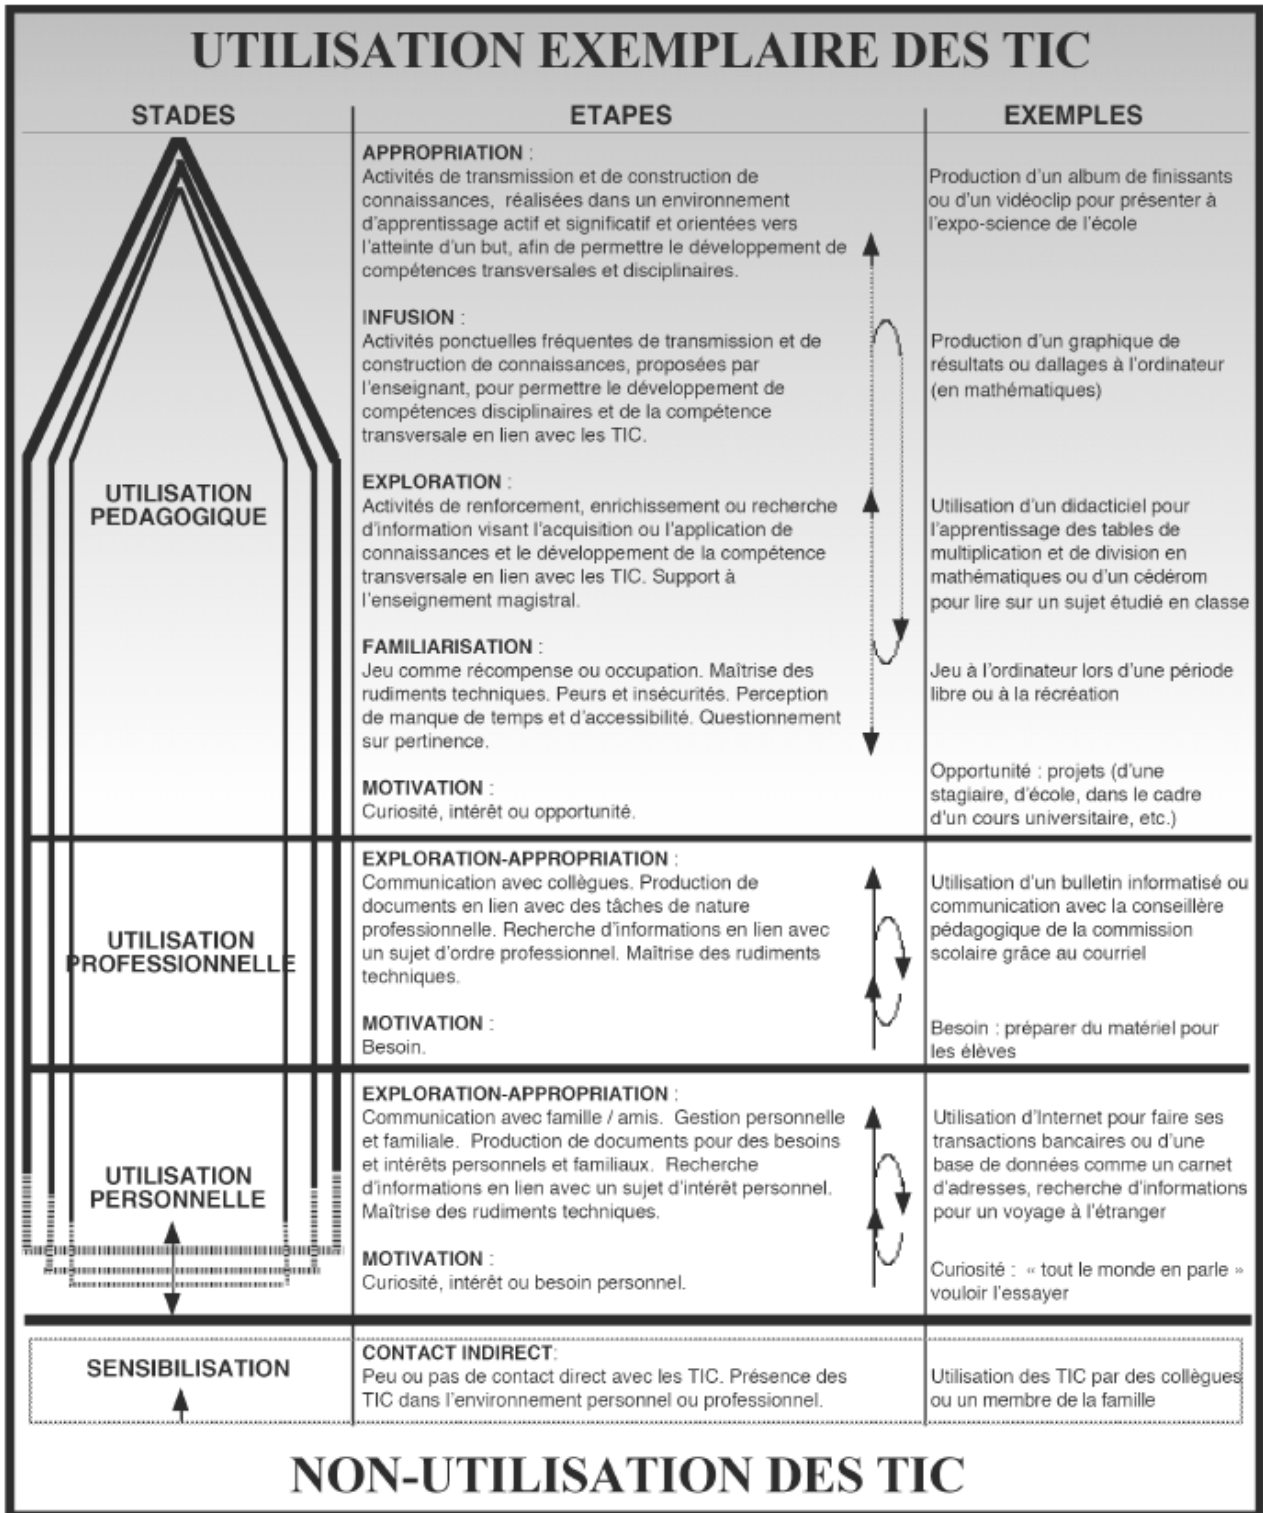 UTILISATION EXEMPLAIRE DES TIC
STADES
ETAPES
EXEMPLES
UTILISATION
PEDAGOGIQUE
APPROPRIATION :
Activités de transmission et de construction de
connaissances, réalisées dans un environnement
d'apprentissage actif et significatif et orientées vers
l'atteinte d'un but, afin de permettre le développement de
compétences transversales et disciplinaires.
Production d'un album de finissants
ou d'un vidéoclip pour présenter à
l'expo-science de l'école
INFUSION :
Activités ponctuelles fréquentes de transmission et de
construction de connaissances, proposées par
l'enseignant, pour permettre le développement de
compétences disciplinaires et de la compétence
transversale en lien avec les TIC.
Production d'un graphique de
résultats ou dallages à l'ordinateur
(en mathématiques)
EXPLORATION :
Activités de renforcement, enrichissement ou recherche
d'information visant l'acquisition ou l'application de
connaissances et le développement de la compétence
transversale en lien avec les TIC. Support à
l'enseignement magistral.
Utilisation d'un didacticiel pour
l'apprentissage des tables de
multiplication et de division en
mathématiques ou d'un cédérom
pour lire sur un sujet étudié en classe
FAMILIARISATION :
Jeu comme récompense ou occupation. Maîtrise des
rudiments techniques. Peurs et insécurités. Perception
de manque de temps et d'accessibilité. Questionnement
sur pertinence.
Jeu à l'ordinateur lors d'une période
libre ou à la récréation
MOTIVATION :
Curiosité, intérêt ou opportunité.
Opportunité : projets (d'une
stagiaire, d'école, dans le cadre
d'un cours universitaire, etc.)
UTILISATION
PROFESSIONNELLE
EXPLORATION-APPROPRIATION :
Communication avec collègues. Production de
documents en lien avec des tâches de nature
professionnelle. Recherche d'informations en lien avec
un sujet d'ordre professionnel. Maîtrise des rudiments
techniques.
Utilisation d'un bulletin informatisé ou
communication avec la conseillère
pédagogique de la commission
scolaire grâce au courriel
MOTIVATION :
Besoin.
Besoin : préparer du matériel pour
les élèves
UTILISATION
PERSONNELLE
EXPLORATION-APPROPRIATION :
Communication avec famille / amis. Gestion personnelle
et familiale. Production de documents pour des besoins
et intérêts personnels et familiaux. Recherche
d'informations en lien avec un sujet d'intérêt personnel.
Maîtrise des rudiments techniques.
Utilisation d'Internet pour faire ses
transactions bancaires ou d'une
base de données comme un carnet
d'adresses, recherche d'informations
pour un voyage à l'étranger
MOTIVATION :
Curiosité, intérêt ou besoin personnel.
Curiosité : « tout le monde en parle »
vouloir l'essayer
SENSIBILISATION
CONTACT INDIRECT:
Peu ou pas de contact direct avec les TIC. Présence des
TIC dans l'environnement personnel ou professionnel.
Utilisation des TIC par des collègues
ou un membre de la famille
NON-UTILISATION DES TIC